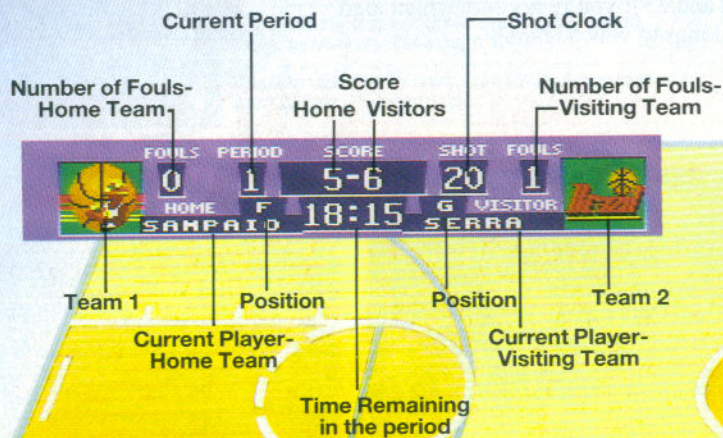 Current Period
Shot Clock
Number of Fouls-
Home Team
Score
Home Visitors
Number of Fouls-
Visiting Team
FOULS PERIOD SCORE SHOT FOULS
0 1 5-6 20 1
HOME F 18:15 G VISITOR
SAMPAIO SERRA
Team 1
Position
Position
Team 2
Current Player-
Home Team
Current Player-
Visiting Team
Time Remaining
in the period